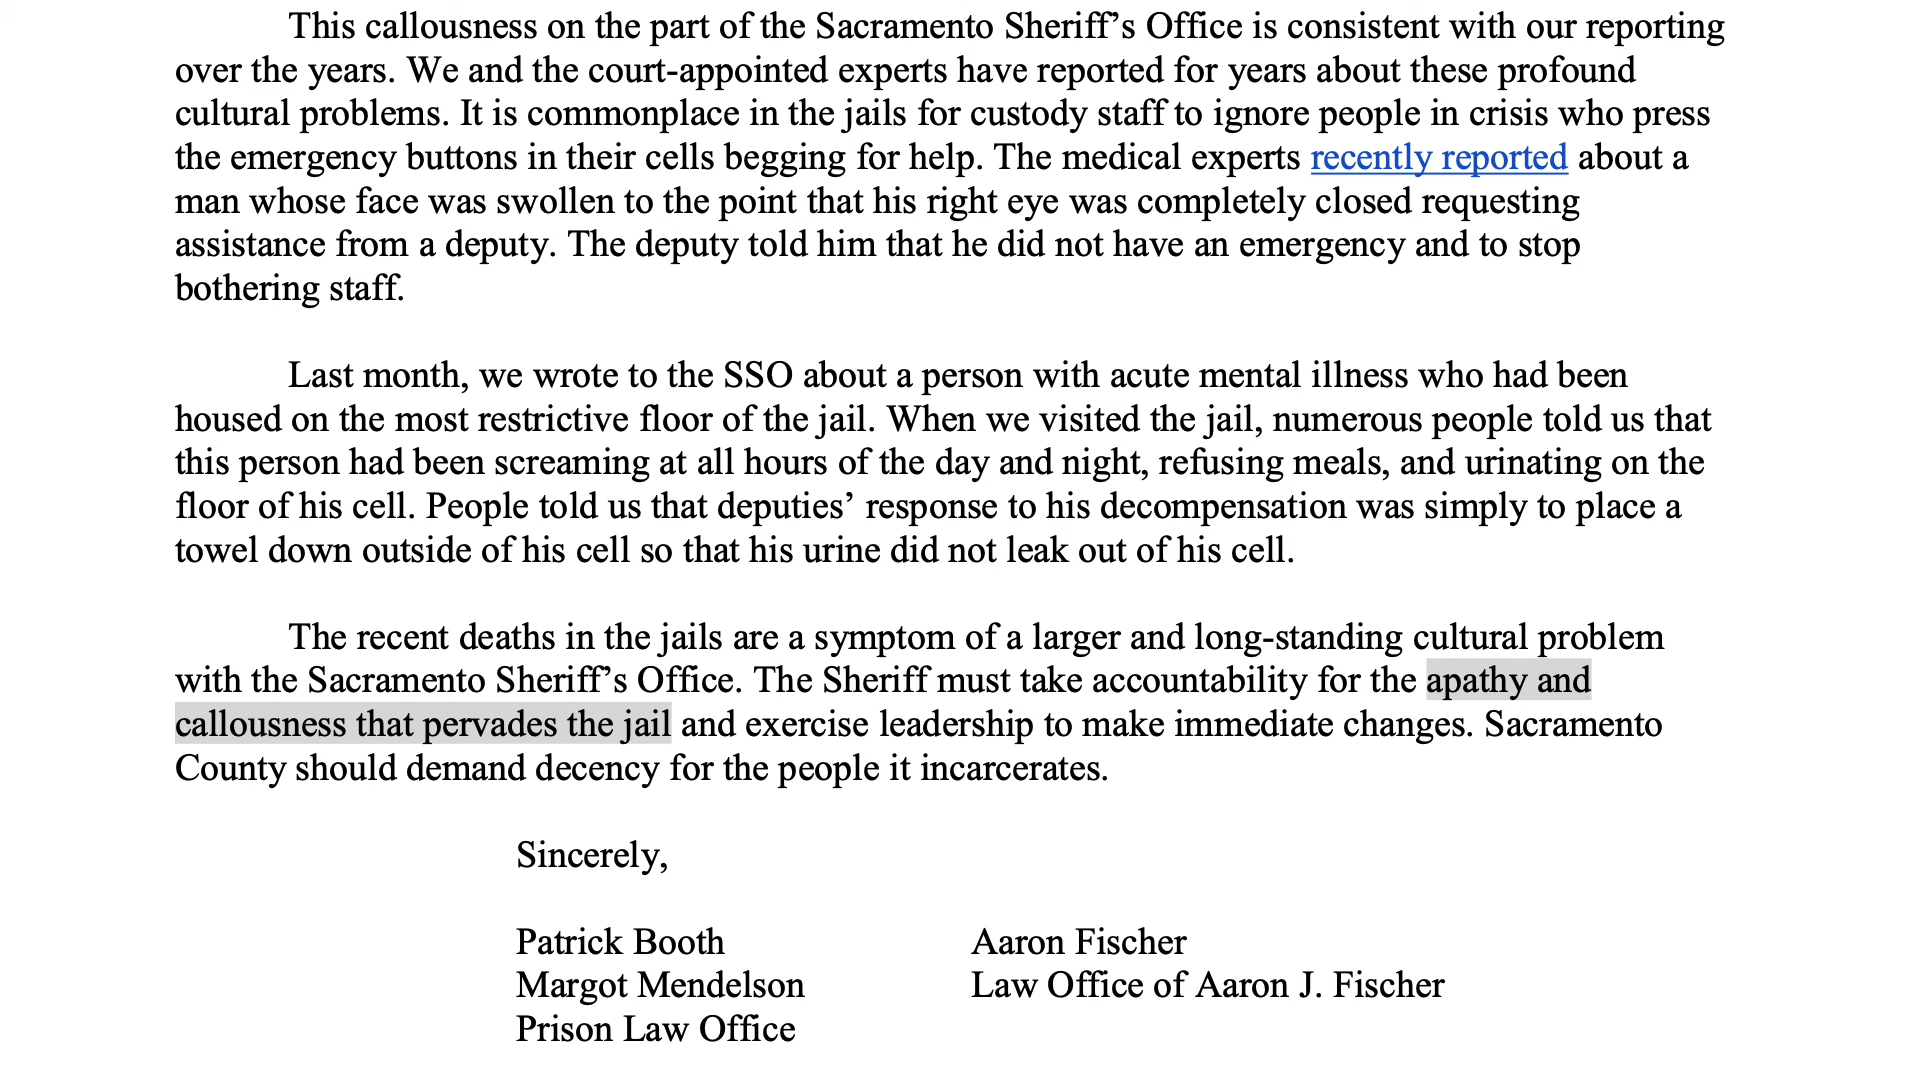 This callousness on the part of the Sacramento Sheriff’s Office is consistent with our reporting
over the years. We and the court-appointed experts have reported for years about these profound
cultural problems. It is commonplace in the jails for custody staff to ignore people in crisis who press
the emergency buttons in their cells begging for help. The medical experts recently reported about a
man whose face was swollen to the point that his right eye was completely closed requesting
assistance from a deputy. The deputy told him that he did not have an emergency and to stop
bothering staff.
Last month, we wrote to the SSO about a person with acute mental illness who had been
housed on the most restrictive floor of the jail. When we visited the jail, numerous people told us that
this person had been screaming at all hours of the day and night, refusing meals, and urinating on the
floor of his cell. People told us that deputies’ response to his decompensation was simply to place a
towel down outside of his cell so that his urine did not leak out of his cell.
The recent deaths in the jails are a symptom of a larger and long-standing cultural problem
with the Sacramento Sheriff’s Office. The Sheriff must take accountability for the apathy and
callousness that pervades the jail and exercise leadership to make immediate changes. Sacramento
County should demand decency for the people it incarcerates.
Sincerely,
Patrick Booth
Margot Mendelson
Prison Law Office
Aaron Fischer
Law Office of Aaron J. Fischer